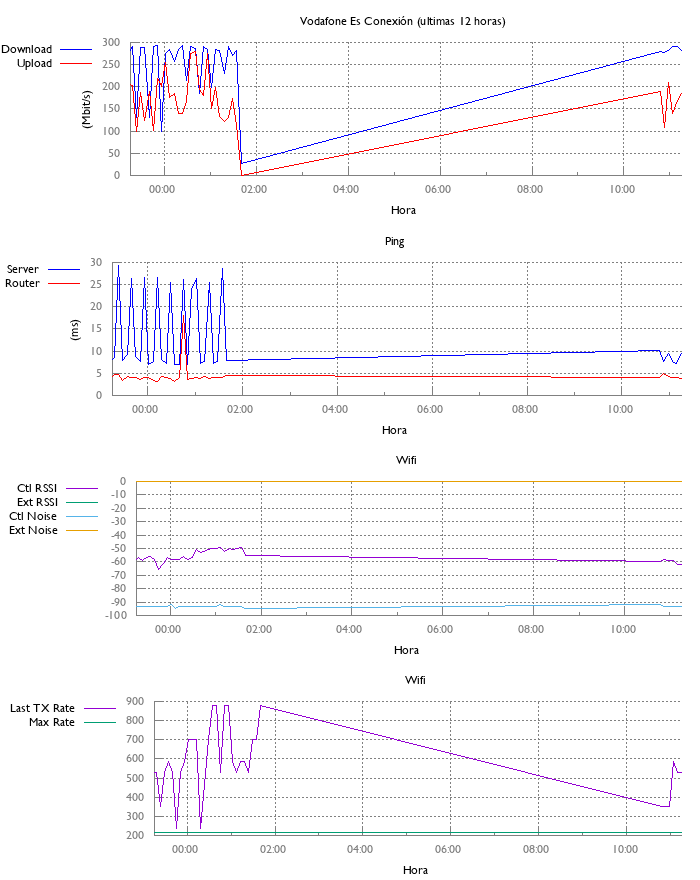 Vodafone Es Conexión (ultimas 12 horas)
Download
Upload
300
250
200
150
100
50
0
(Mbit/s)
00:00 02:00 04:00 06:00 08:00 10:00
Hora
Ping
Server
Router
30
25
20
15
10
5
0
(ms)
00:00 02:00 04:00 06:00 08:00 10:00
Hora
Wifi
Ctl RSSI
Ext RSSI
Ctl Noise
Ext Noise
0
-10
-20
-30
-40
-50
-60
-70
-80
-90
-100
00:00 02:00 04:00 06:00 08:00 10:00
Hora
Wifi
Last TX Rate
Max Rate
900
800
700
600
500
400
300
200
00:00 02:00 04:00 06:00 08:00 10:00
Hora